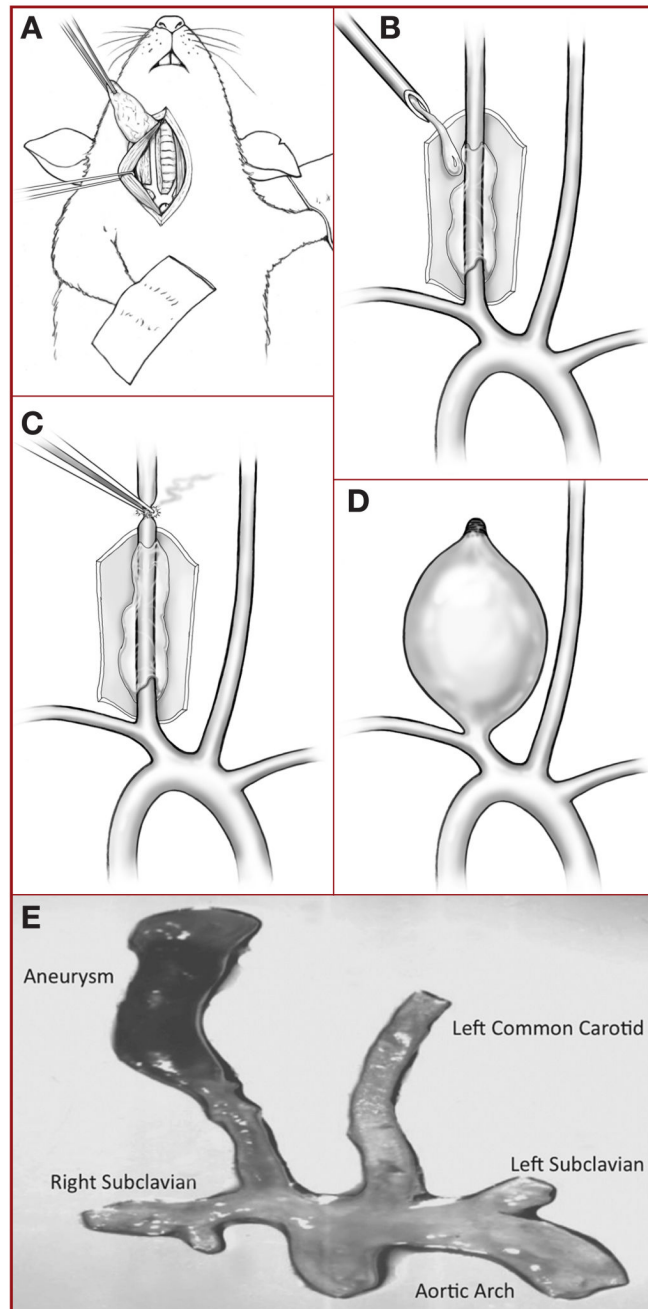 A
B
C
D
E
Aneurysm
Left Common Carotid
Right Subclavian
Left Subclavian
Aortic Arch